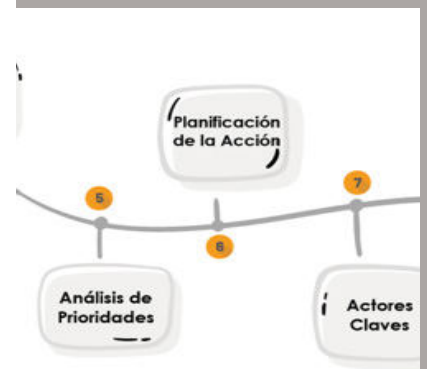 Planificación
de la Acción
5
7
6
Análisis de
Prioridades
Actores
Claves